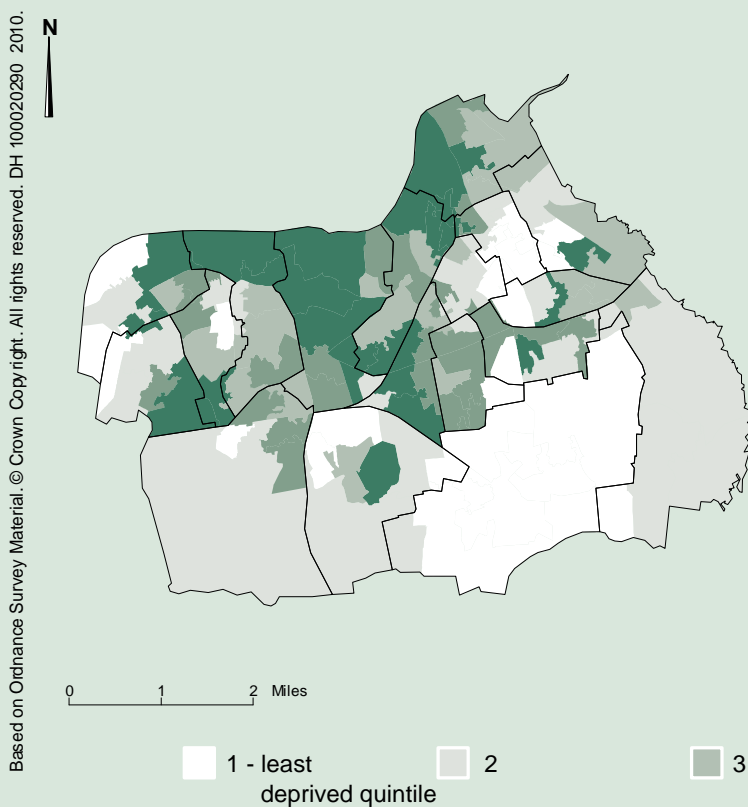 Based on Ordnance Survey Material. © Crown Copyright. All rights reserved. DH 100020290 2010.
N
0 1 2 Miles
1 - least
deprived quintile
2
3